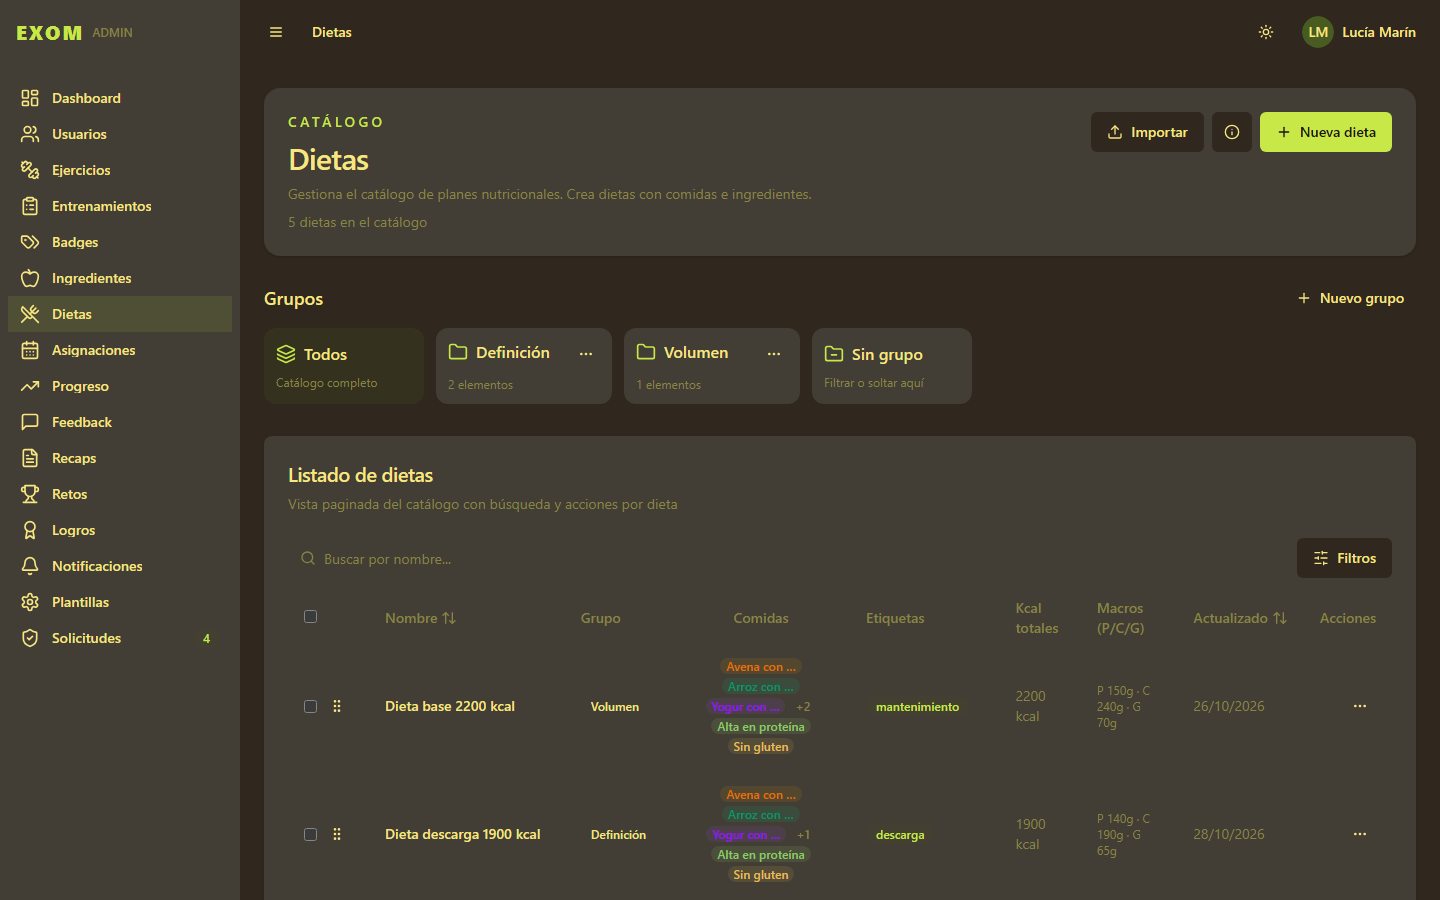 EXOM ADMIN
Dashboard
Usuarios
Ejercicios
Entrenamientos
Badges
Ingredientes
Dietas
Asignaciones
Progreso
Feedback
Recaps
Retos
Logros
Notificaciones
Plantillas
Solicitudes 4
Dietas
LM Lucía Marín
CATÁLOGO
Dietas
Gestiona el catálogo de planes nutricionales. Crea dietas con comidas e ingredientes.
5 dietas en el catálogo
Importar
Nueva dieta
Grupos
Nuevo grupo
Todos
Catálogo completo
Definición
2 elementos
Volumen
1 elementos
Sin grupo
Filtrar o soltar aquí
Listado de dietas
Vista paginada del catálogo con búsqueda y acciones por dieta
Buscar por nombre...
Filtros
Nombre Grupo Comidas Etiquetas Kcal totales Macros (P/C/G) Actualizado Acciones
Dieta base 2200 kcal
Volumen
Avena con ...
Arroz con ...
Yogur con ... +2
Alta en proteína
Sin gluten
mantenimiento
2200
kcal
P 150g · C
240g · G
70g
26/10/2026
Dieta descarga 1900 kcal
Definición
Avena con ...
Arroz con ...
Yogur con ... +1
Alta en proteína
Sin gluten
descarga
1900
kcal
P 140g · C
190g · G
65g
28/10/2026